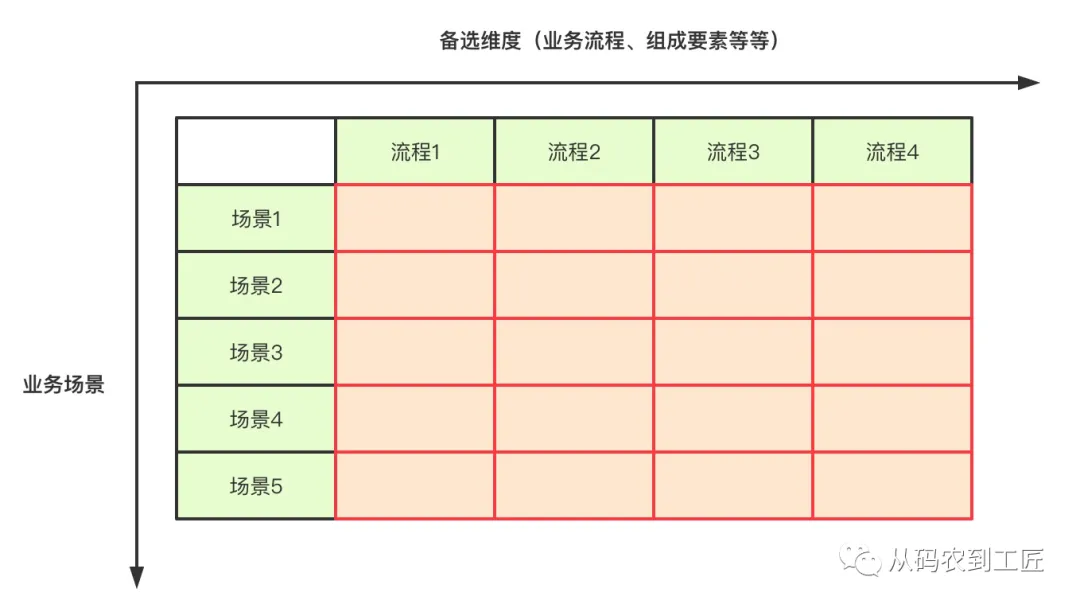 备选维度（业务流程、组成要素等等）
流程1 流程2 流程3 流程4
场景1
场景2
场景3
业务场景
场景4
场景5
从码农到工匠